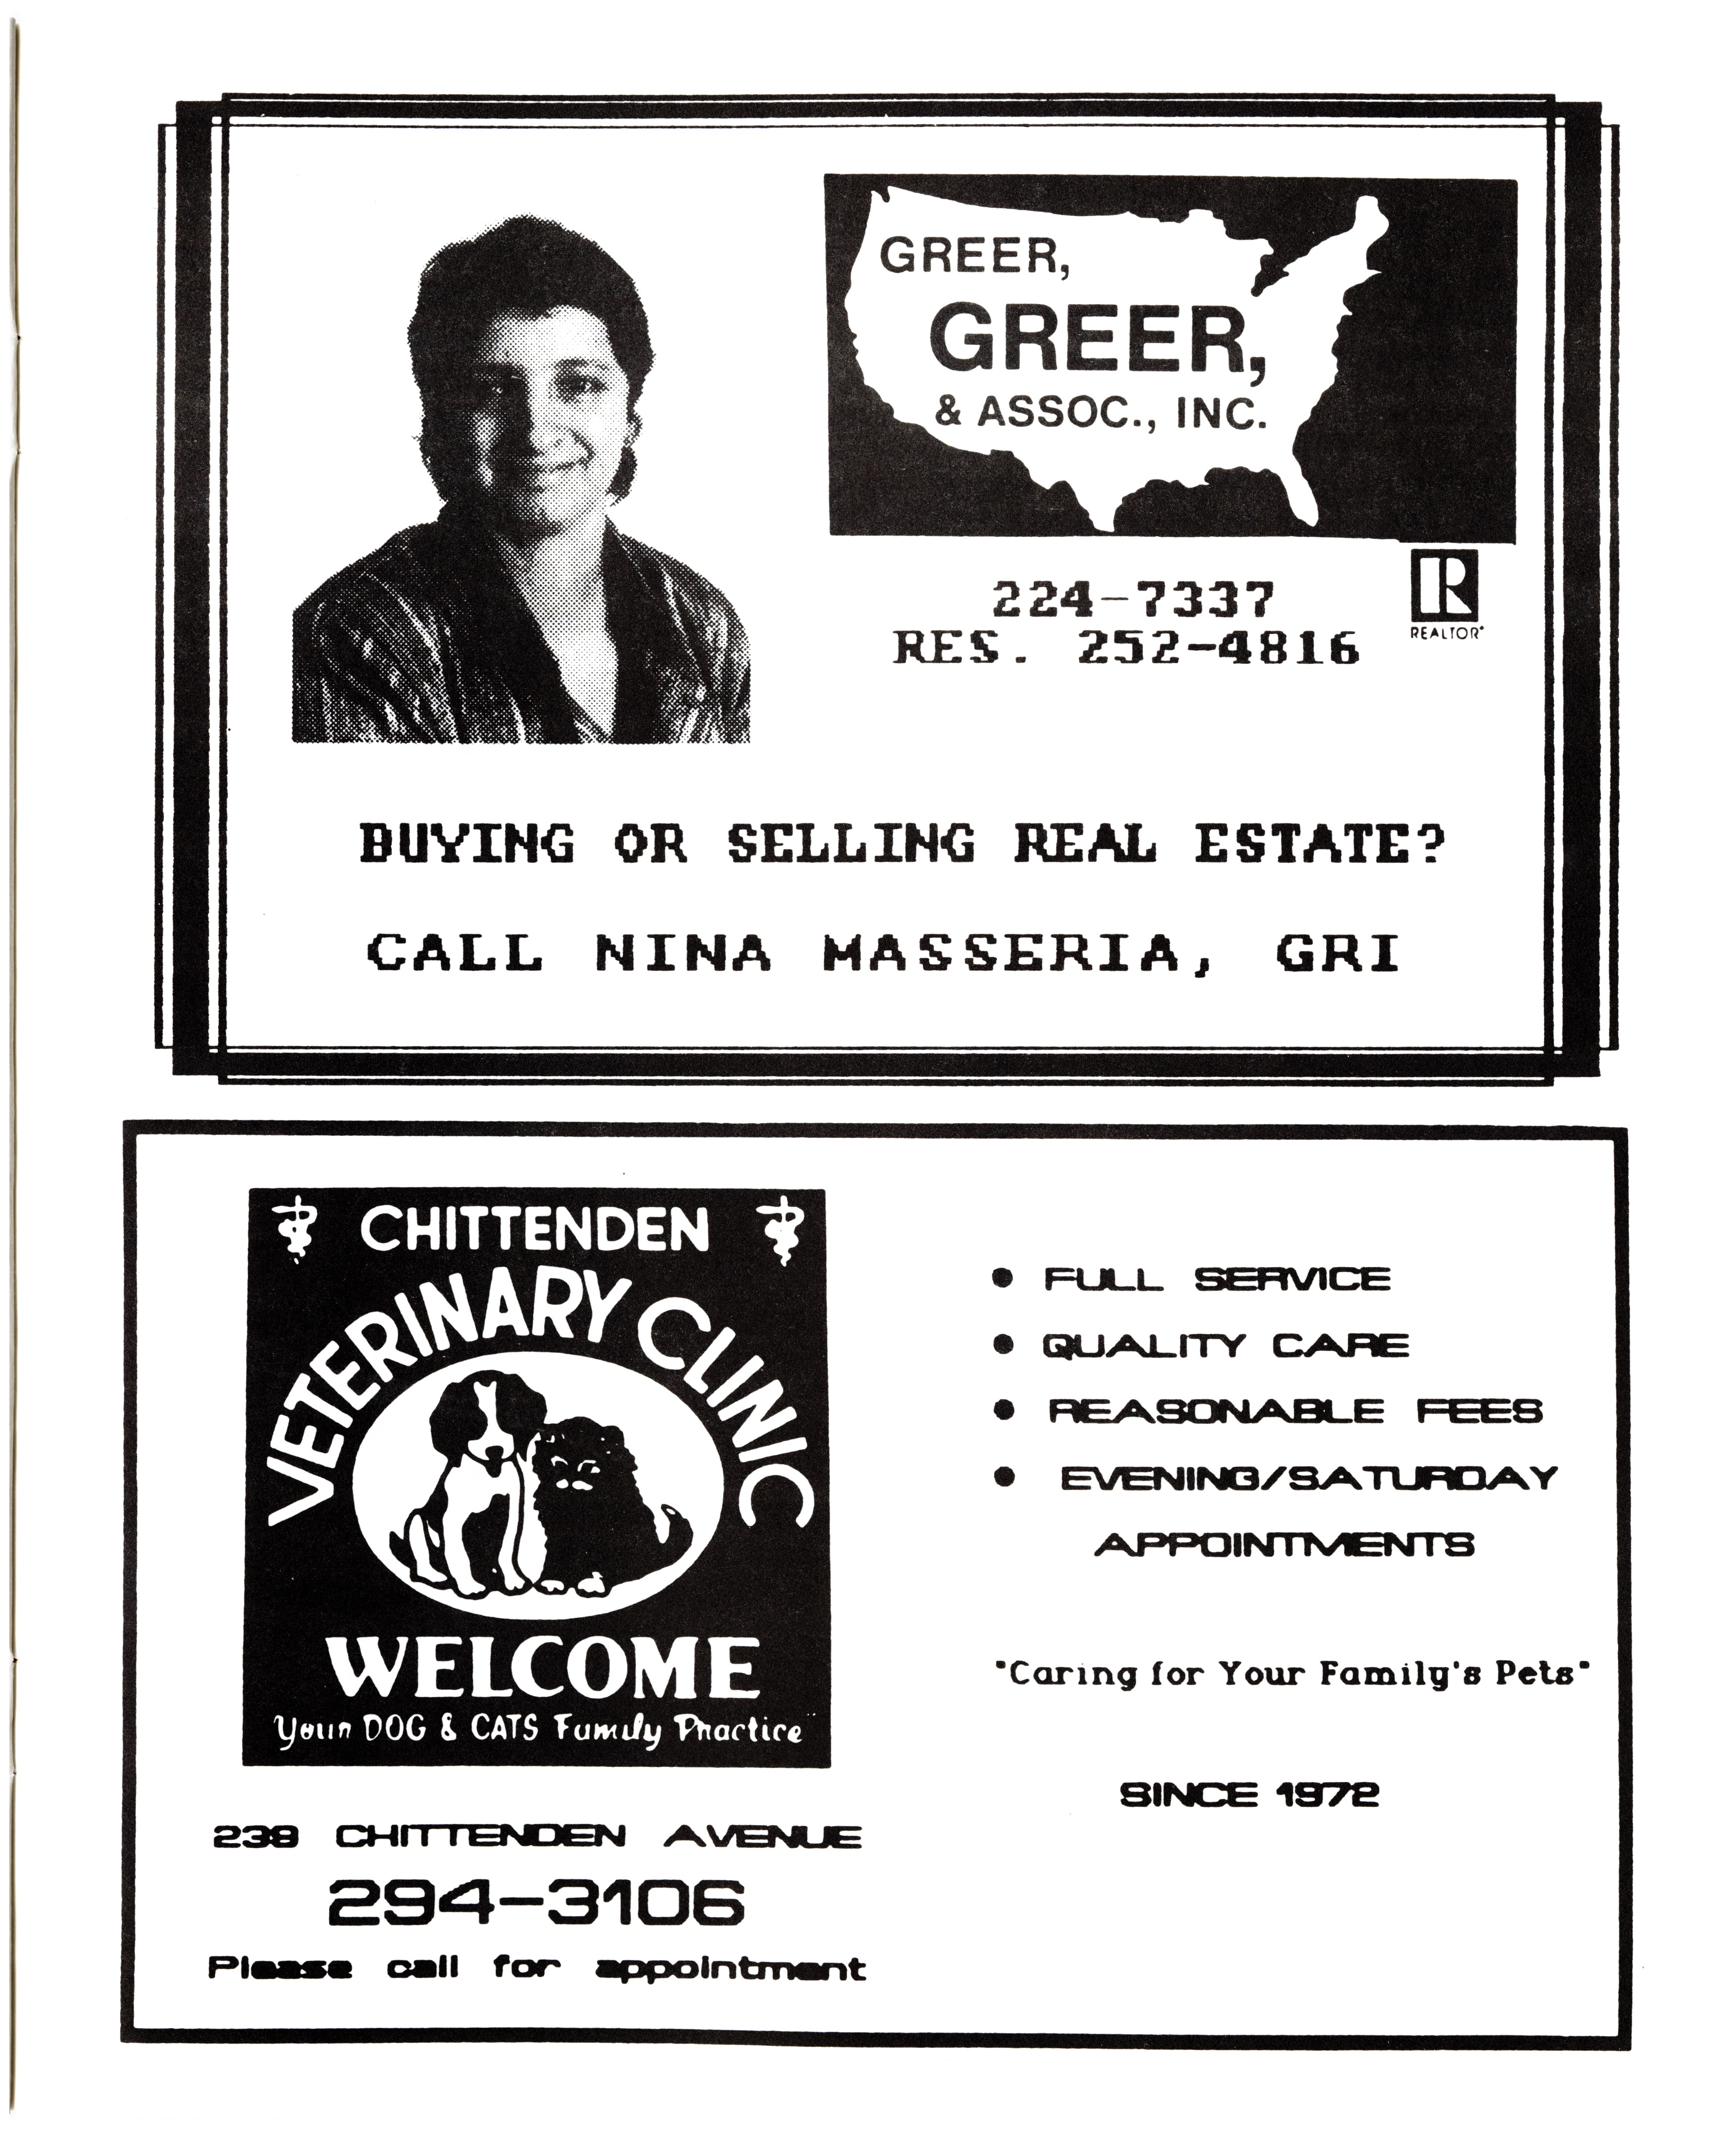 GREER,
GREER,
& ASSOC., INC.
224-7337
RES. 252-4816
R
REALTOR®
BUYING OR SELLING REAL ESTATE?
CALL NINA MASSERIA, GRI
CHITTENDEN
VETERINARY CLINIC
WELCOME
Your DOG & CATS Family Practice"
239 CHITTENDEN AVENUE
294-3106
Please call for appointment
• FULL SERVICE
• QUALITY CARE
• REASONABLE FEES
• EVENING/SATURDAY
APPOINTMENTS
"Caring for Your Family's Pets"
SINCE 1972